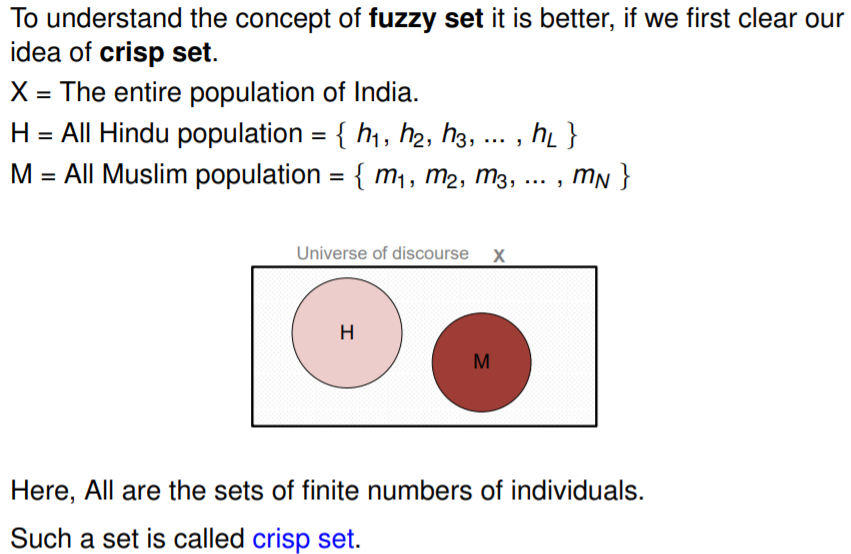 To understand the concept of fuzzy set it is better, if we first clear our
idea of crisp set.
X = The entire population of India.
H = All Hindu population = { h1, h2, h3, ... , hL }
M = All Muslim population = { m1, m2, m3, ... , mN }
Universe of discourse X
H
M
Here, All are the sets of finite numbers of individuals.
Such a set is called crisp set.